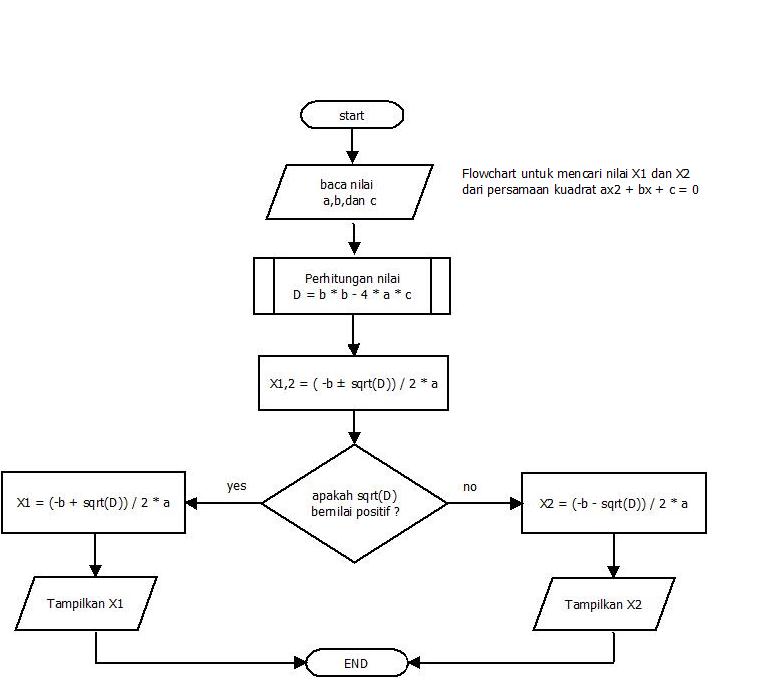 start
baca nilai
a,b,dan c
Flowchart untuk mencari nilai X1 dan X2
dari persamaan kuadrat ax2 + bx + c = 0
Perhitungan nilai
D = b * b - 4 * a * c
X1,2 = ( -b ± sqrt(D)) / 2 * a
apakah sqrt(D)
bernilai positif ?
yes
no
X1 = (-b + sqrt(D)) / 2 * a
X2 = (-b - sqrt(D)) / 2 * a
Tampilkan X1
Tampilkan X2
END